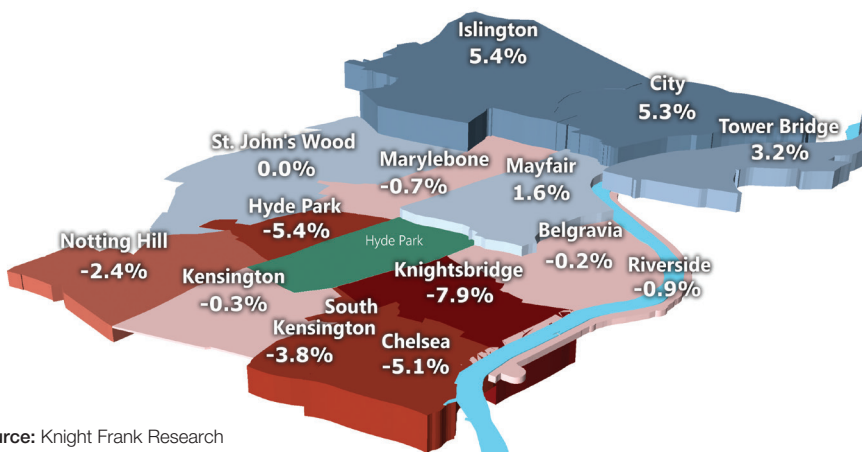 Islington
5.4%
City
5.3%
Tower Bridge
3.2%
St. John's Wood
0.0%
Marylebone
-0.7%
Mayfair
1.6%
Hyde Park
-5.4%
Hyde Park
Notting Hill
-2.4%
Belgravia
-0.2%
Riverside
-0.9%
Kensington
-0.3%
Knightsbridge
-7.9%
South
Kensington
-3.8%
Chelsea
-5.1%
urce: Knight Frank Research